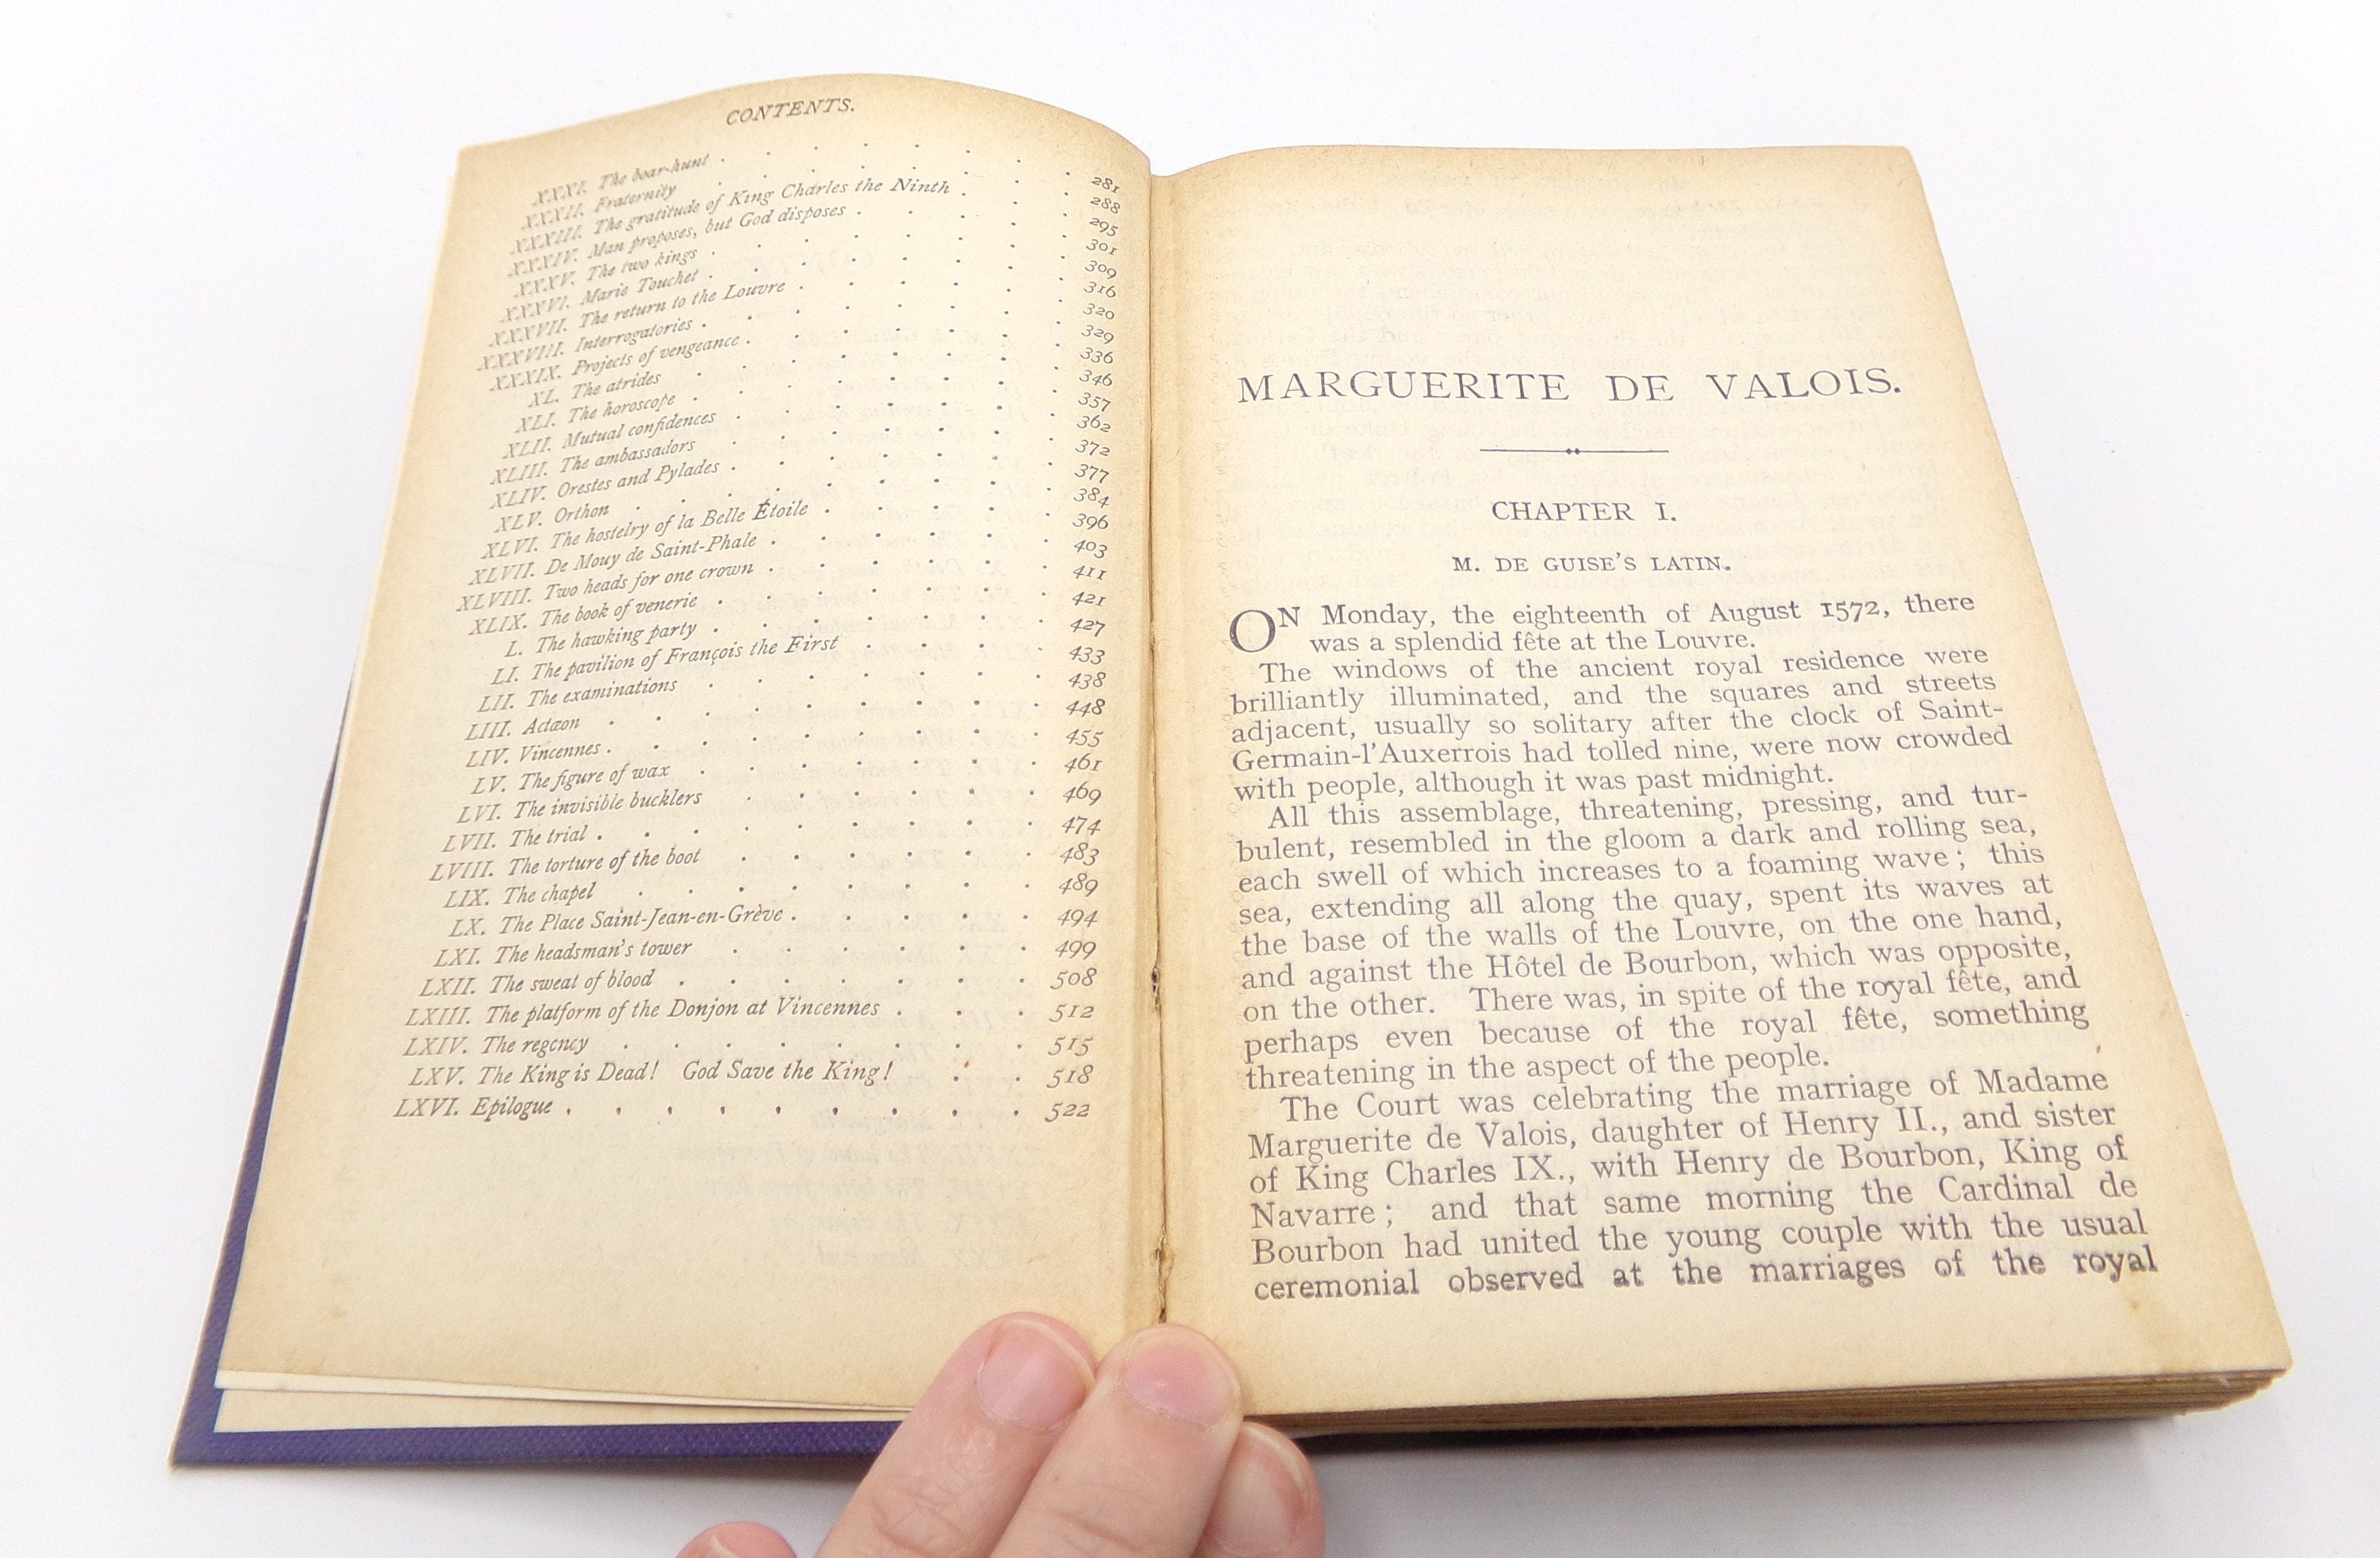 CONTENTS.
XXXI. The boar-hunt . . . . . . . 281
XXXII. Fraternity . . . . . . . 288
XXXIII. The gratitude of King Charles the Ninth . . . 295
XXXIV. Man proposes, but God disposes . . . . . 301
XXXV. The two kings . . . . . . . 309
XXXVI. Marie Touchet . . . . . . . 316
XXXVII. The return to the Louvre . . . . . . 320
XXXVIII. Interrogatories . . . . . . . 329
XXXIX. Projects of vengeance . . . . . . . 336
XL. The atrides . . . . . . . 346
XLI. The horoscope . . . . . . . 357
XLII. Mutual confidences . . . . . . . 362
XLIII. The ambassadors . . . . . . . 372
XLIV. Orestes and Pylades . . . . . . . 377
XLV. Orthon . . . . . . . . 384
XLVI. The hostelry of la Belle Étoile . . . . . 396
XLVII. De Mouy de Saint-Phale . . . . . . 403
XLVIII. Two heads for one crown . . . . . . 411
XLIX. The book of venerie . . . . . . . 421
L. The hawking party . . . . . . . 427
LI. The pavilion of François the First . . . . 433
LII. The examinations . . . . . . . 438
LIII. Actæon . . . . . . . . 448
LIV. Vincennes . . . . . . . . 455
LV. The figure of wax . . . . . . . 461
LVI. The invisible bucklers . . . . . . 469
LVII. The trial . . . . . . . . 474
LVIII. The torture of the boot . . . . . . 483
LIX. The chapel . . . . . . . . 489
LX. The Place Saint-Jean-en-Grève . . . . . 494
LXI. The headsman's tower . . . . . . 499
LXII. The sweat of blood . . . . . . . 508
LXIII. The platform of the Donjon at Vincennes . . . 512
LXIV. The regency . . . . . . . . 515
LXV. The King is Dead! God Save the King! . . 518
LXVI. Epilogue . . . . . . . . . 522
MARGUERITE DE VALOIS.
CHAPTER I.
M. DE GUISE'S LATIN.
ON Monday, the eighteenth of August 1572, there
was a splendid fête at the Louvre.
The windows of the ancient royal residence were
brilliantly illuminated, and the squares and streets
adjacent, usually so solitary after the clock of Saint-
Germain-l'Auxerrois had tolled nine, were now crowded
with people, although it was past midnight.
All this assemblage, threatening, pressing, and tur-
bulent, resembled in the gloom a dark and rolling sea,
each swell of which increases to a foaming wave; this
sea, extending all along the quay, spent its waves at
the base of the walls of the Louvre, on the one hand,
and against the Hôtel de Bourbon, which was opposite,
on the other. There was, in spite of the royal fête, and
perhaps even because of the royal fête, something
threatening in the aspect of the people.
The Court was celebrating the marriage of Madame
Marguerite de Valois, daughter of Henry II., and sister
of King Charles IX., with Henry de Bourbon, King of
Navarre; and that same morning the Cardinal de
Bourbon had united the young couple with the usual
ceremonial observed at the marriages of the royal